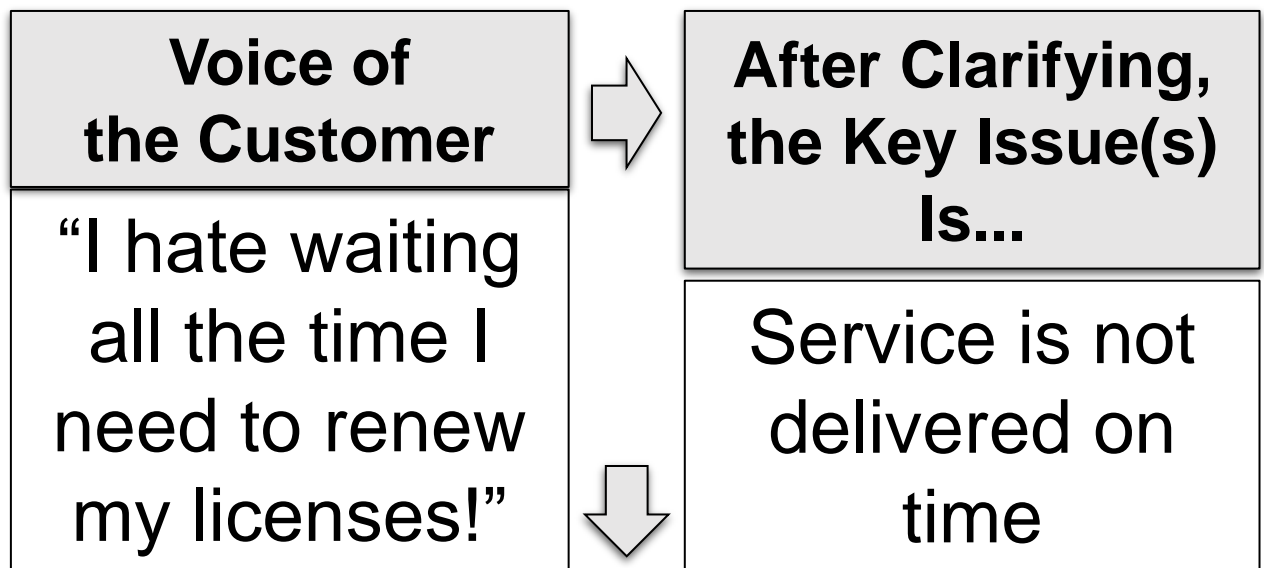 Voice of
the Customer
“I hate waiting
all the time I
need to renew
my licenses!”
After Clarifying,
the Key Issue(s)
Is...
Service is not
delivered on
time